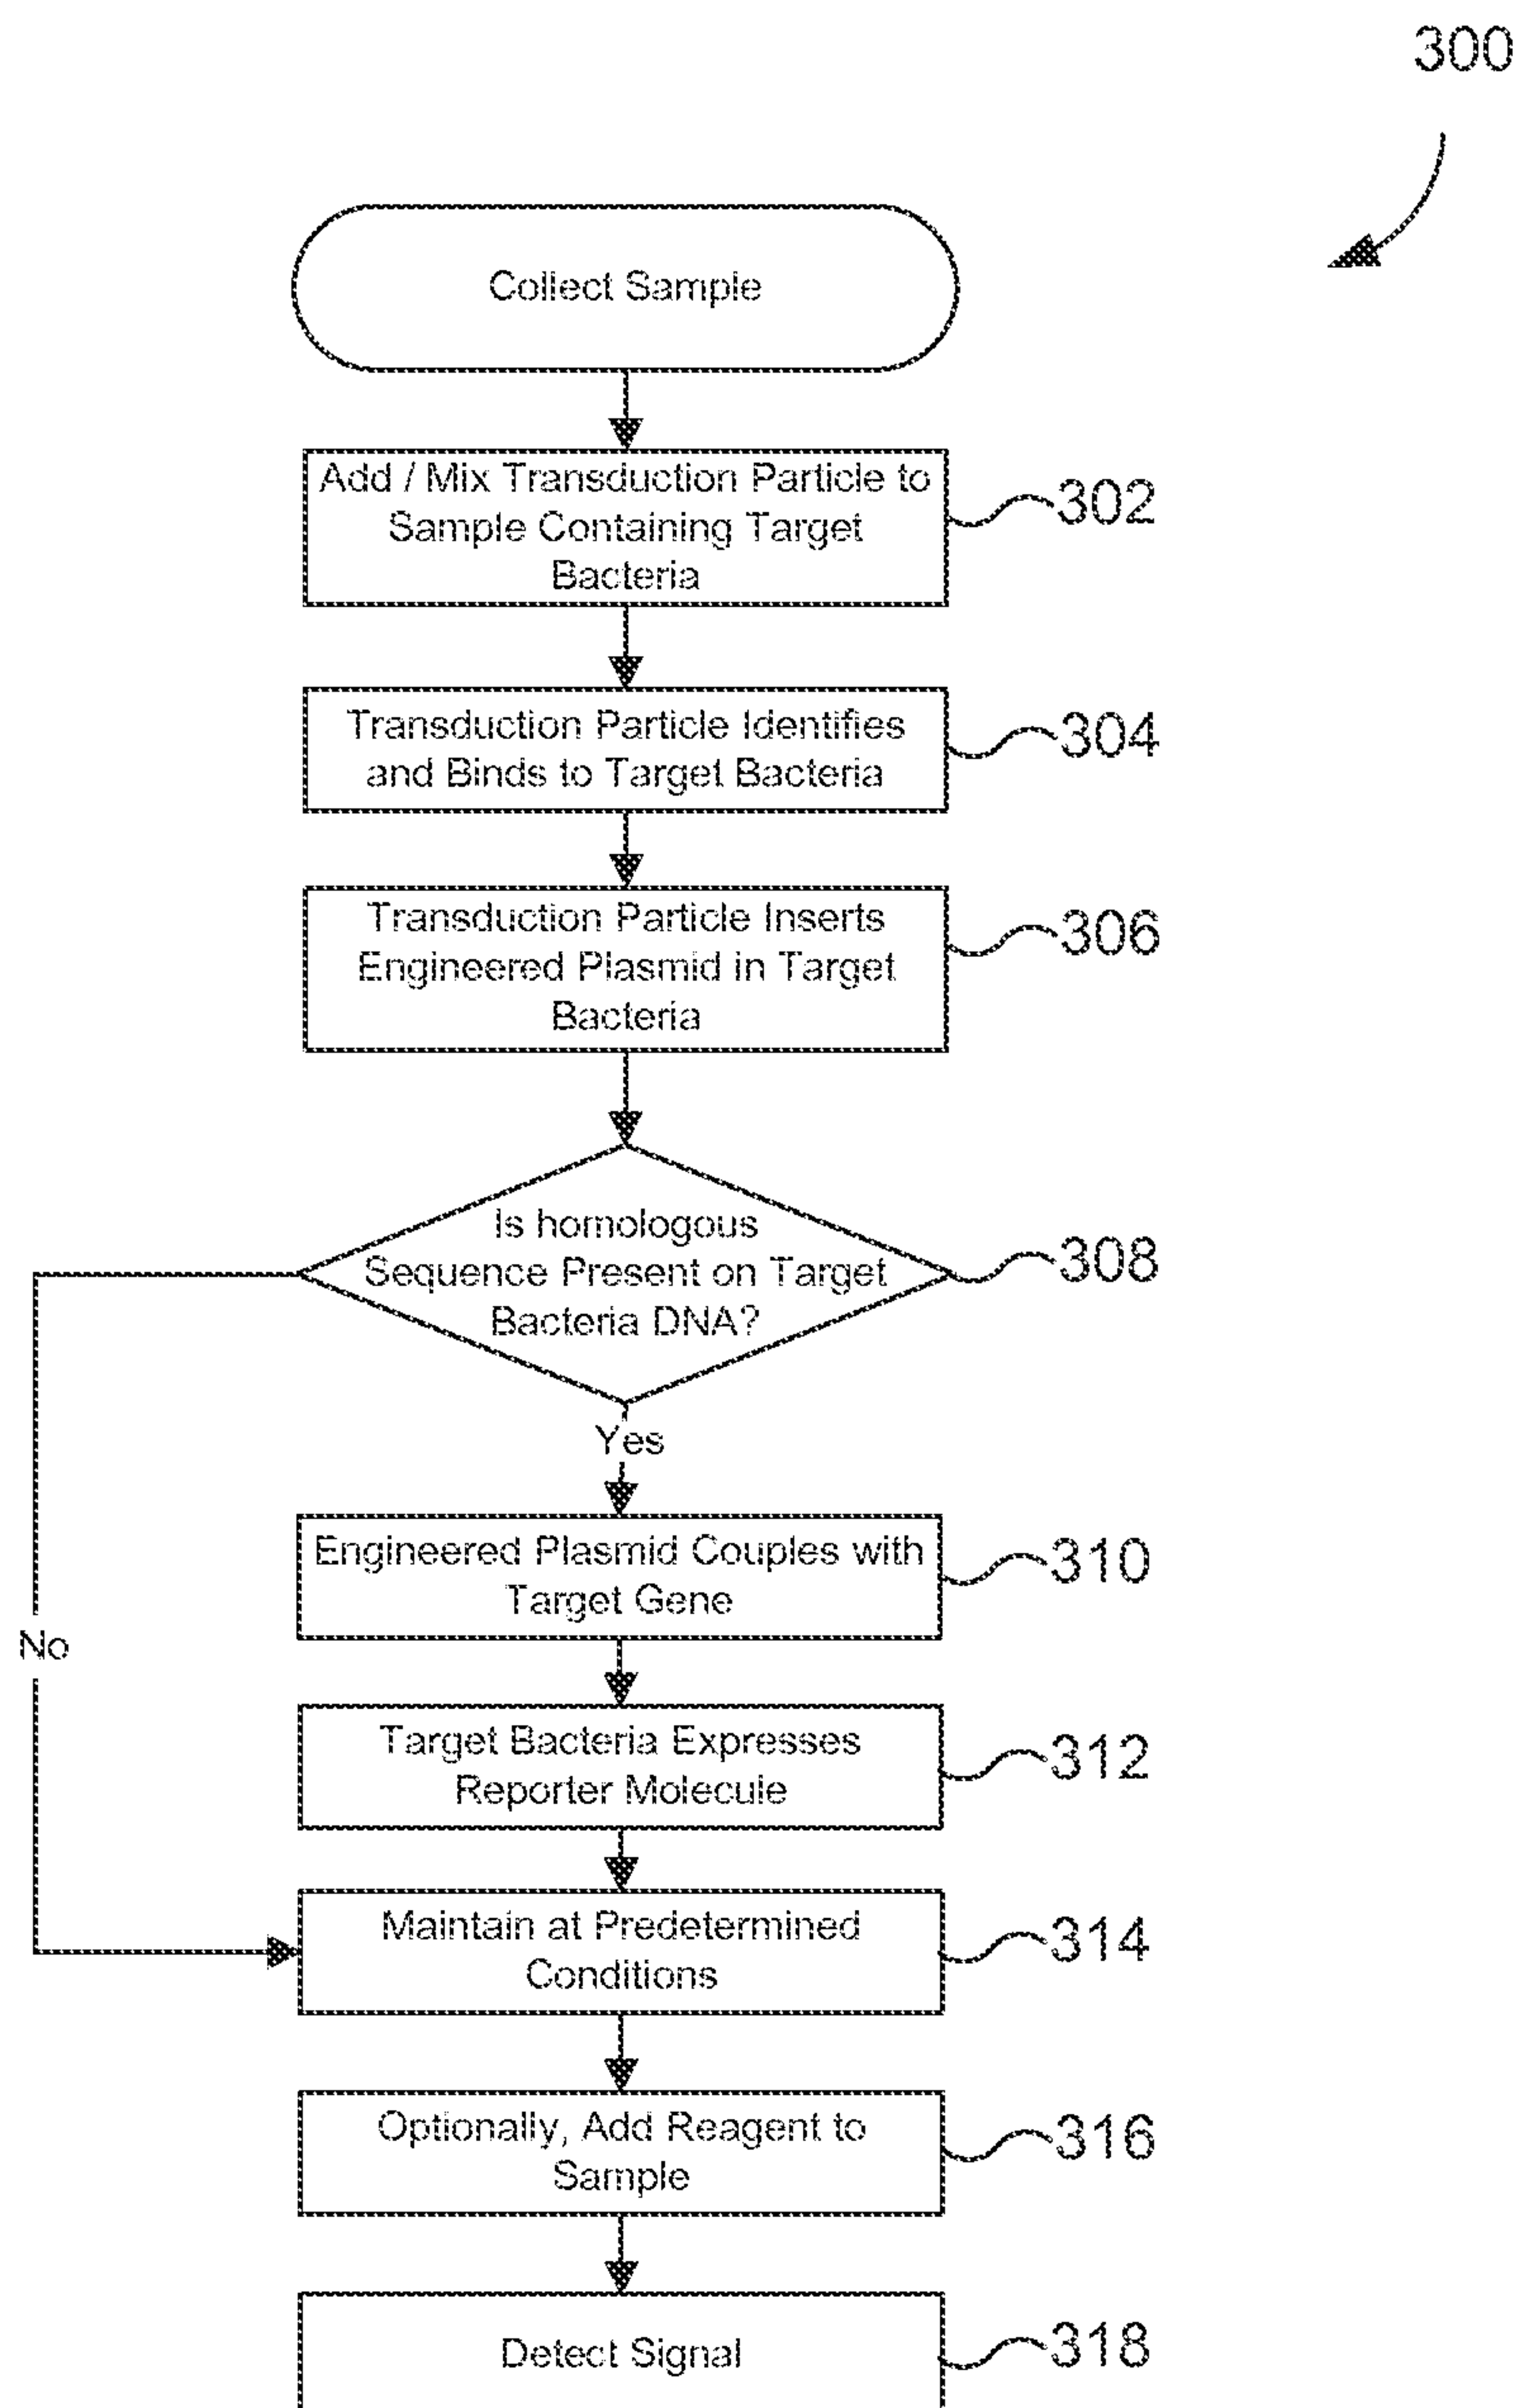 300
Collect Sample
Add / Mix Transduction Particle to
Sample Containing Target
Bacteria
302
Transduction Particle Identifies
and Binds to Target Bacteria
304
Transduction Particle Inserts
Engineered Plasmid in Target
Bacteria
306
Is homologous
Sequence Present on Target
Bacteria DNA?
308
Yes
Engineered Plasmid Couples with
Target Gene
310
No
Target Bacteria Expresses
Reporter Molecule
312
Maintain at Predetermined
Conditions
314
Optionally, Add Reagent to
Sample
316
Detect Signal
318